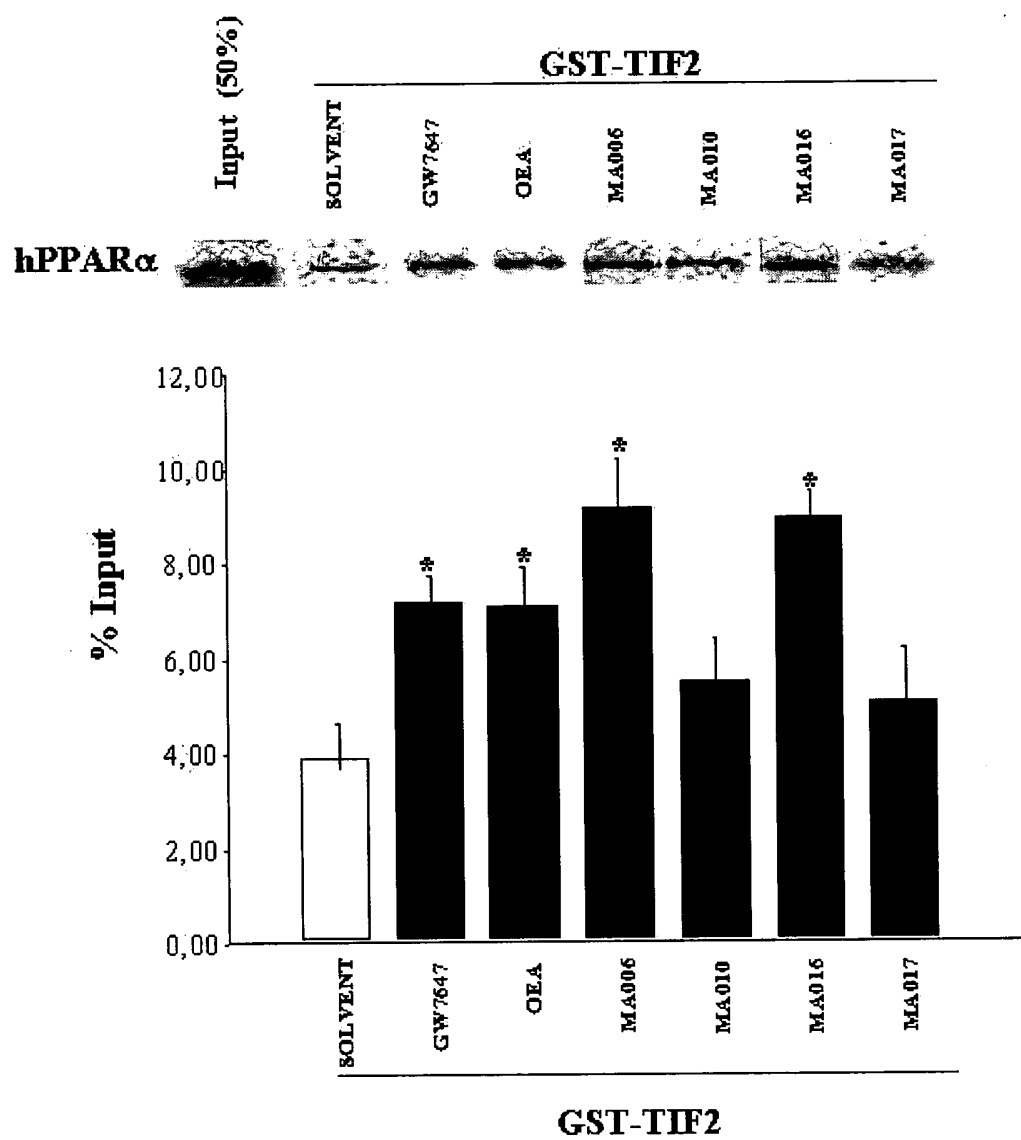 GST-TIF2
Input (50%)
SOLVENT
GW7647
OEA
MA006
MA010
MA016
MA017
hPPARα
12,00
10,00
8,00
6,00
4,00
2,00
0,00
% Input
*
*
*
*
SOLVENT
GW7647
OEA
MA006
MA010
MA016
MA017
GST-TIF2